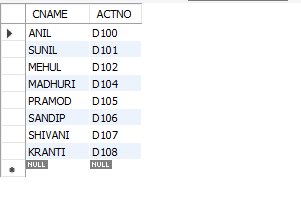 CNAME ACTNO
ANIL D100
SUNIL D101
MEHUL D102
MADHURI D104
PRAMOD D105
SANDIP D106
SHIVANI D107
KRANTI D108
NULL NULL